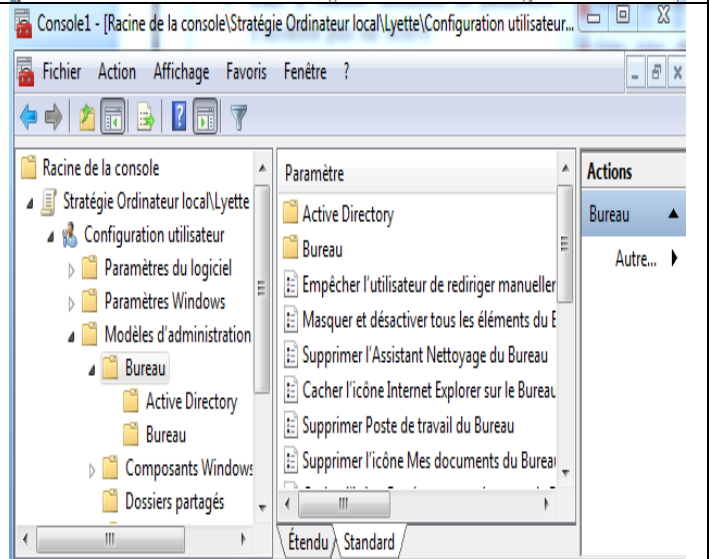 Console1 - [Racine de la console\Stratégie Ordinateur local\Lyette\Configuration utilisateur...
Fichier Action Affichage Favoris Fenêtre ?
Racine de la console
Stratégie Ordinateur local\Lyette
Configuration utilisateur
Paramètres du logiciel
Paramètres Windows
Modèles d'administration
Bureau
Active Directory
Bureau
Composants Windows
Dossiers partagés
Paramètre
Active Directory
Bureau
Empêcher l'utilisateur de rediriger manueller
Masquer et désactiver tous les éléments du B
Supprimer l'Assistant Nettoyage du Bureau
Cacher l'icône Internet Explorer sur le Bureau
Supprimer Poste de travail du Bureau
Supprimer l'icône Mes documents du Bureau
Étendu Standard
Actions
Bureau
Autre...